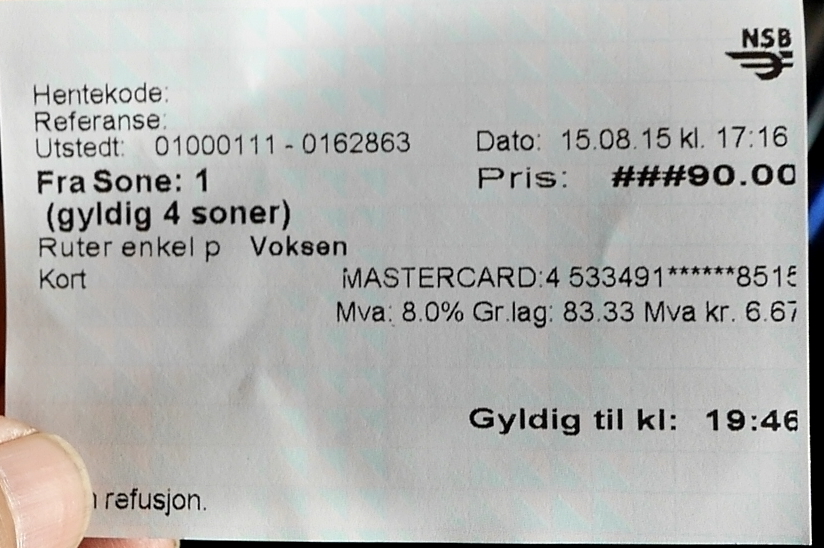 NSB
Hentekode:
Referanse:
Utstedt: 01000111 - 0162863 Dato: 15.08.15 kl. 17:16
Fra Sone: 1 Pris: ###90.00
(gyldig 4 soner)
Ruter enkel p Voksen
Kort MASTERCARD:4 533491******8515
Mva: 8.0% Gr.lag: 83.33 Mva kr. 6.67
Gyldig til kl: 19:46
refusjon.